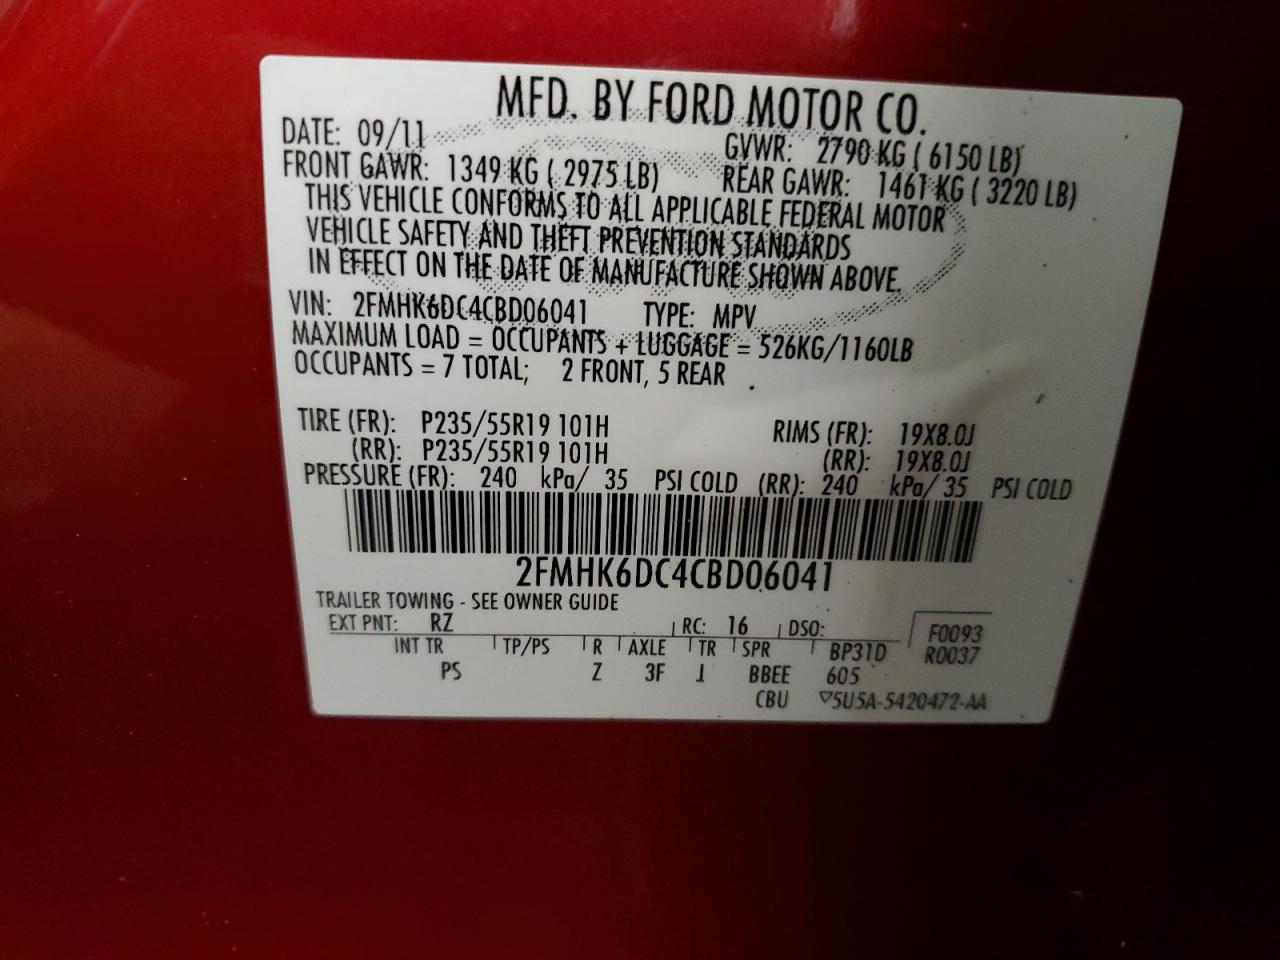 MFD. BY FORD MOTOR CO.
DATE: 09/11 GVWR: 2790 KG ( 6150 LB)
FRONT GAWR: 1349 KG ( 2975 LB) REAR GAWR: 1461 KG ( 3220 LB)
THIS VEHICLE CONFORMS TO ALL APPLICABLE FEDERAL MOTOR
VEHICLE SAFETY AND THEFT PREVENTION STANDARDS
IN EFFECT ON THE DATE OF MANUFACTURE SHOWN ABOVE.
VIN: 2FMHK6DC4CBD06041 TYPE: MPV
MAXIMUM LOAD = OCCUPANTS + LUGGAGE = 526KG/1160LB
OCCUPANTS = 7 TOTAL; 2 FRONT, 5 REAR
TIRE (FR): P235/55R19 101H RIMS (FR): 19X8.0J
(RR): P235/55R19 101H (RR): 19X8.0J
PRESSURE (FR): 240 kPa/ 35 PSI COLD (RR): 240 kPa/ 35 PSI COLD
2FMHK6DC4CBD06041
TRAILER TOWING - SEE OWNER GUIDE
EXT PNT: RZ RC: 16 DSO: F0093
INT TR TP/PS R AXLE TR SPR BP31D R0037
PS Z 3F J BBEE 605
CBU ▽5U5A-5420472-AA